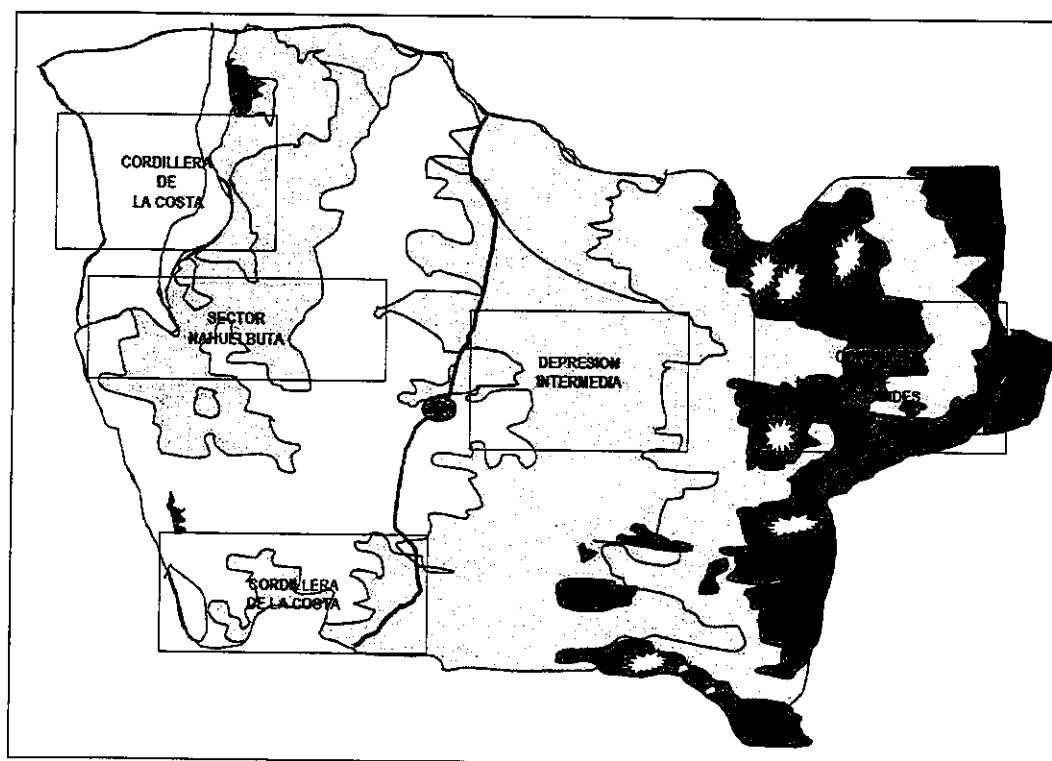 CORDILLERA
DE
LA COSTA
SECTOR
NAHUELBUTA
DEPRESION
INTERMEDIA
CORDILLERA
DE LA COSTA